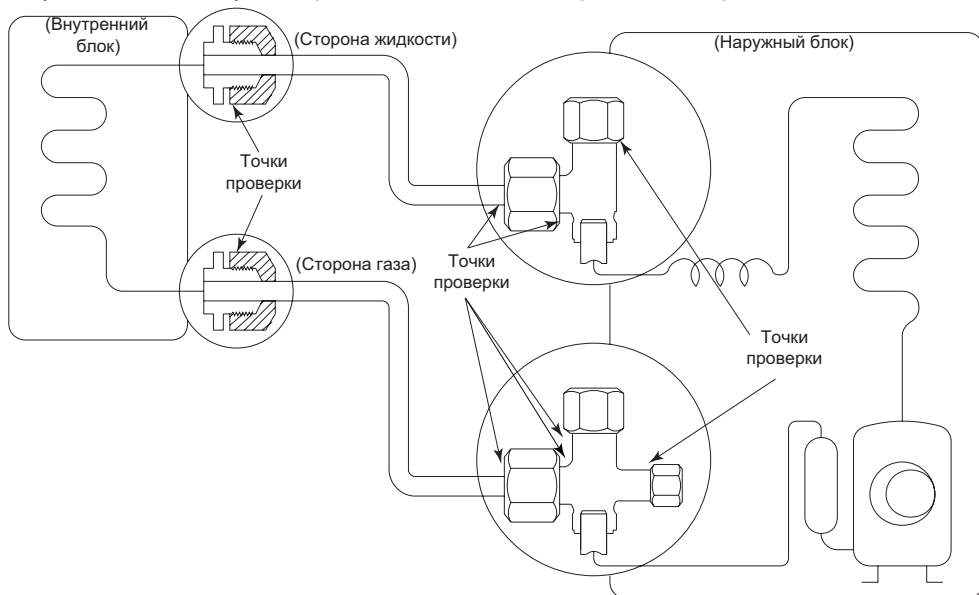 (Внутренний
блок)
(Сторона жидкости)
(Наружный блок)
Точки
проверки
(Сторона газа)
Точки
проверки
Точки
проверки